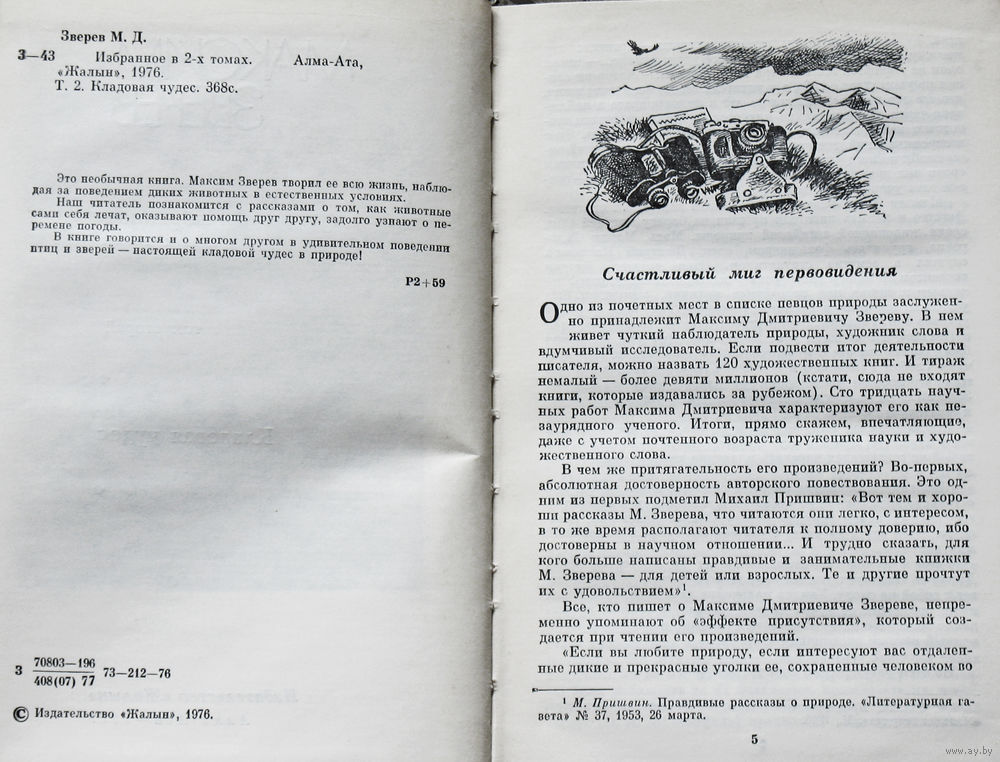 Зверев М. Д.
З—43 Избранное в 2-х томах. Алма-Ата,
«Жалын», 1976.
Т. 2. Кладовая чудес. 368с.
Это необычная книга. Максим Зверев творил ее всю жизнь, наблю-
дая за поведением диких животных в естественных условиях.
Наш читатель познакомится с рассказами о том, как животные
сами себя лечат, оказывают помощь друг другу, задолго узнают о пе-
ремене погоды.
В книге говорится и о многом другом в удивительном поведении
птиц и зверей — настоящей кладовой чудес в природе!
Р2+59
З 70803—196
408(07) 77 73—212—76
© Издательство «Жалын», 1976.
Счастливый миг первовидения
Одно из почетных мест в списке певцов природы заслужен-
но принадлежит Максиму Дмитриевичу Звереву. В нем
живет чуткий наблюдатель природы, художник слова и
вдумчивый исследователь. Если подвести итог деятельности
писателя, можно назвать 120 художественных книг. И тираж
немалый — более девяти миллионов (кстати, сюда не входят
книги, которые издавались за рубежом). Сто тридцать науч-
ных работ Максима Дмитриевича характеризуют его как не-
заурядного ученого. Итоги, прямо скажем, впечатляющие,
даже с учетом почтенного возраста труженика науки и худо-
жественного слова.
В чем же притягательность его произведений? Во-первых,
абсолютная достоверность авторского повествования. Это од-
ним из первых подметил Михаил Пришвин: «Вот тем и хоро-
ши рассказы М. Зверева, что читаются они легко, с интересом,
в то же время располагают читателя к полному доверию, ибо
достоверны в научном отношении... И трудно сказать, для
кого больше написаны правдивые и занимательные книжки
М. Зверева — для детей или взрослых. Те и другие прочтут
их с удовольствием»¹.
Все, кто пишет о Максиме Дмитриевиче Звереве, непре-
менно упоминают об «эффекте присутствия», который соз-
дается при чтении его произведений.
«Если вы любите природу, если интересуют вас отдален-
ные дикие и прекрасные уголки ее, сохраненные человеком во
¹ М. Пришвин. Правдивые рассказы о природе. «Литературная га-
зета» № 37, 1953, 26 марта.
5
www.ay.by